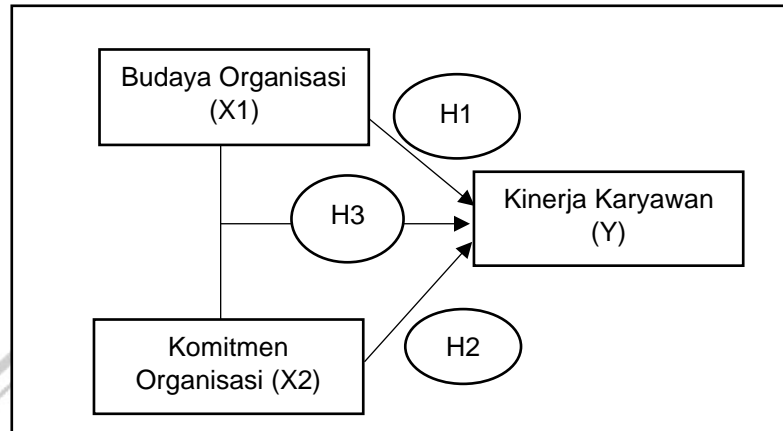 Budaya Organisasi
(X1)
H1
H3
Kinerja Karyawan
(Y)
Komitmen
Organisasi (X2)
H2